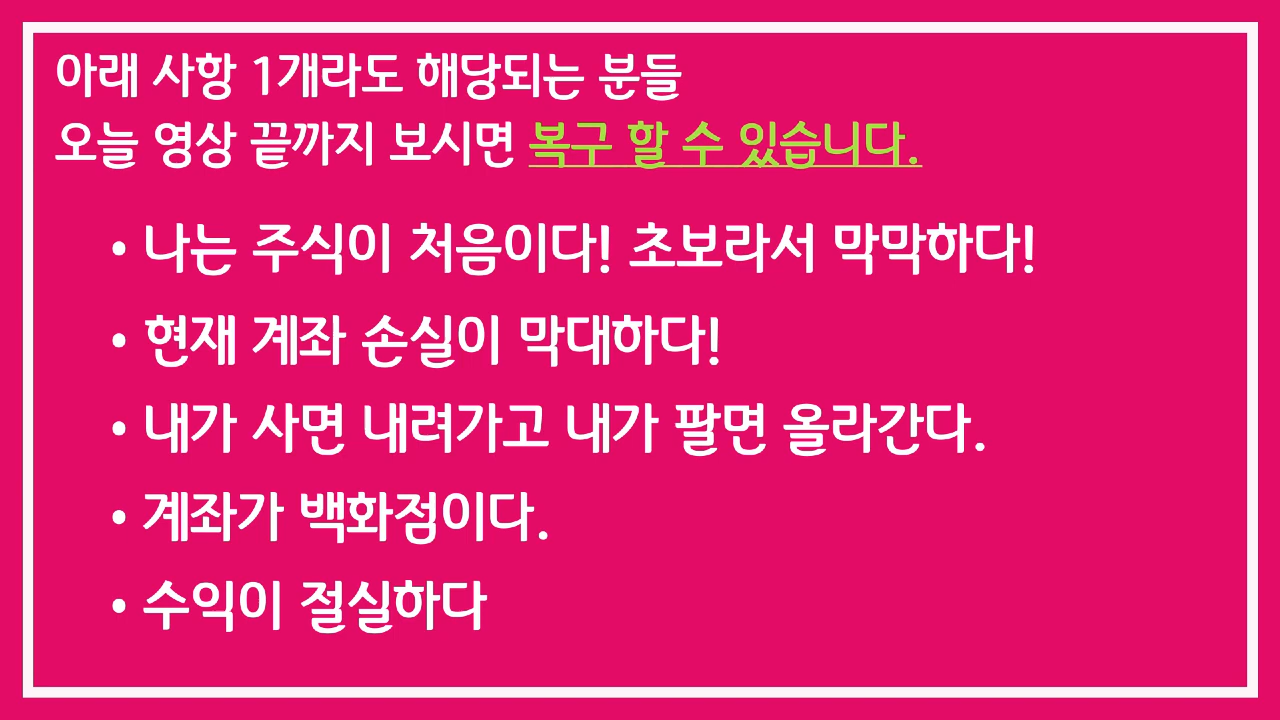 아래 사항 1개라도 해당되는 분들
오늘 영상 끝까지 보시면 복구 할 수 있습니다.
• 나는 주식이 처음이다! 초보라서 막막하다!
• 현재 계좌 손실이 막대하다!
• 내가 사면 내려가고 내가 팔면 올라간다.
• 계좌가 백화점이다.
• 수익이 절실하다